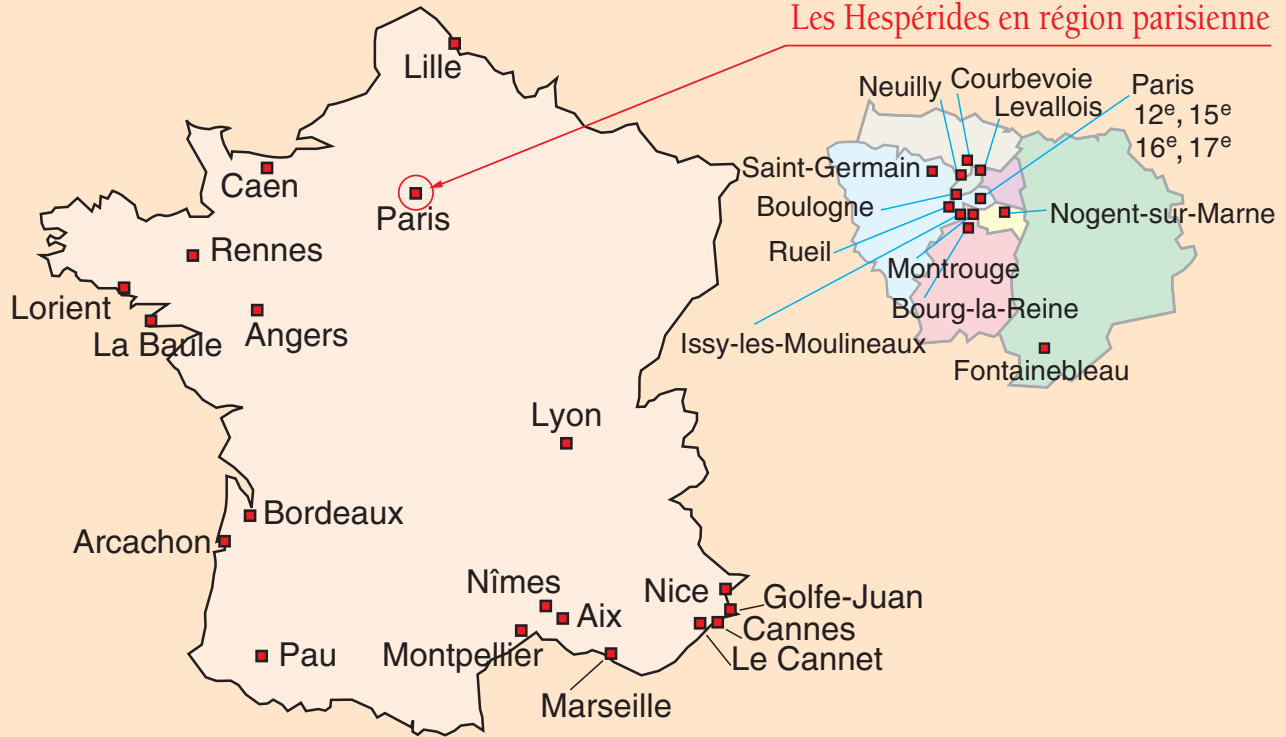 Les Hespérides en région parisienne
Lille
Caen
Paris
Rennes
Lorient
La Baule
Angers
Lyon
Bordeaux
Arcachon
Nîmes
Aix
Nice
Golfe-Juan
Cannes
Le Cannet
Montpellier
Marseille
Pau
Neuilly
Courbevoie
Levallois
Paris
12e, 15e
16e, 17e
Saint-Germain
Boulogne
Nogent-sur-Marne
Rueil
Montrouge
Bourg-la-Reine
Issy-les-Moulineaux
Fontainebleau